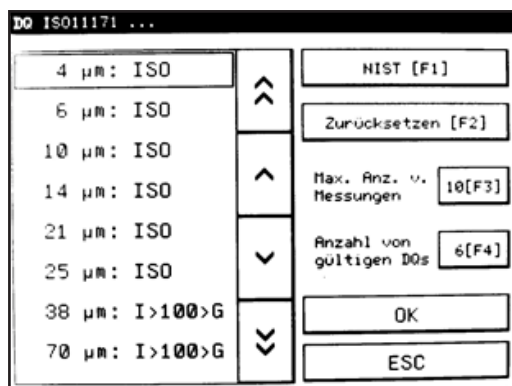 DQ ISO11171 ...
4 µm: ISO
6 µm: ISO
10 µm: ISO
14 µm: ISO
21 µm: ISO
25 µm: ISO
38 µm: I>100>G
70 µm: I>100>G
NIST [F1]
Zurücksetzen [F2]
Max. Anz. v.
Messungen
10[F3]
Anzahl von
gültigen DQs
6[F4]
OK
ESC